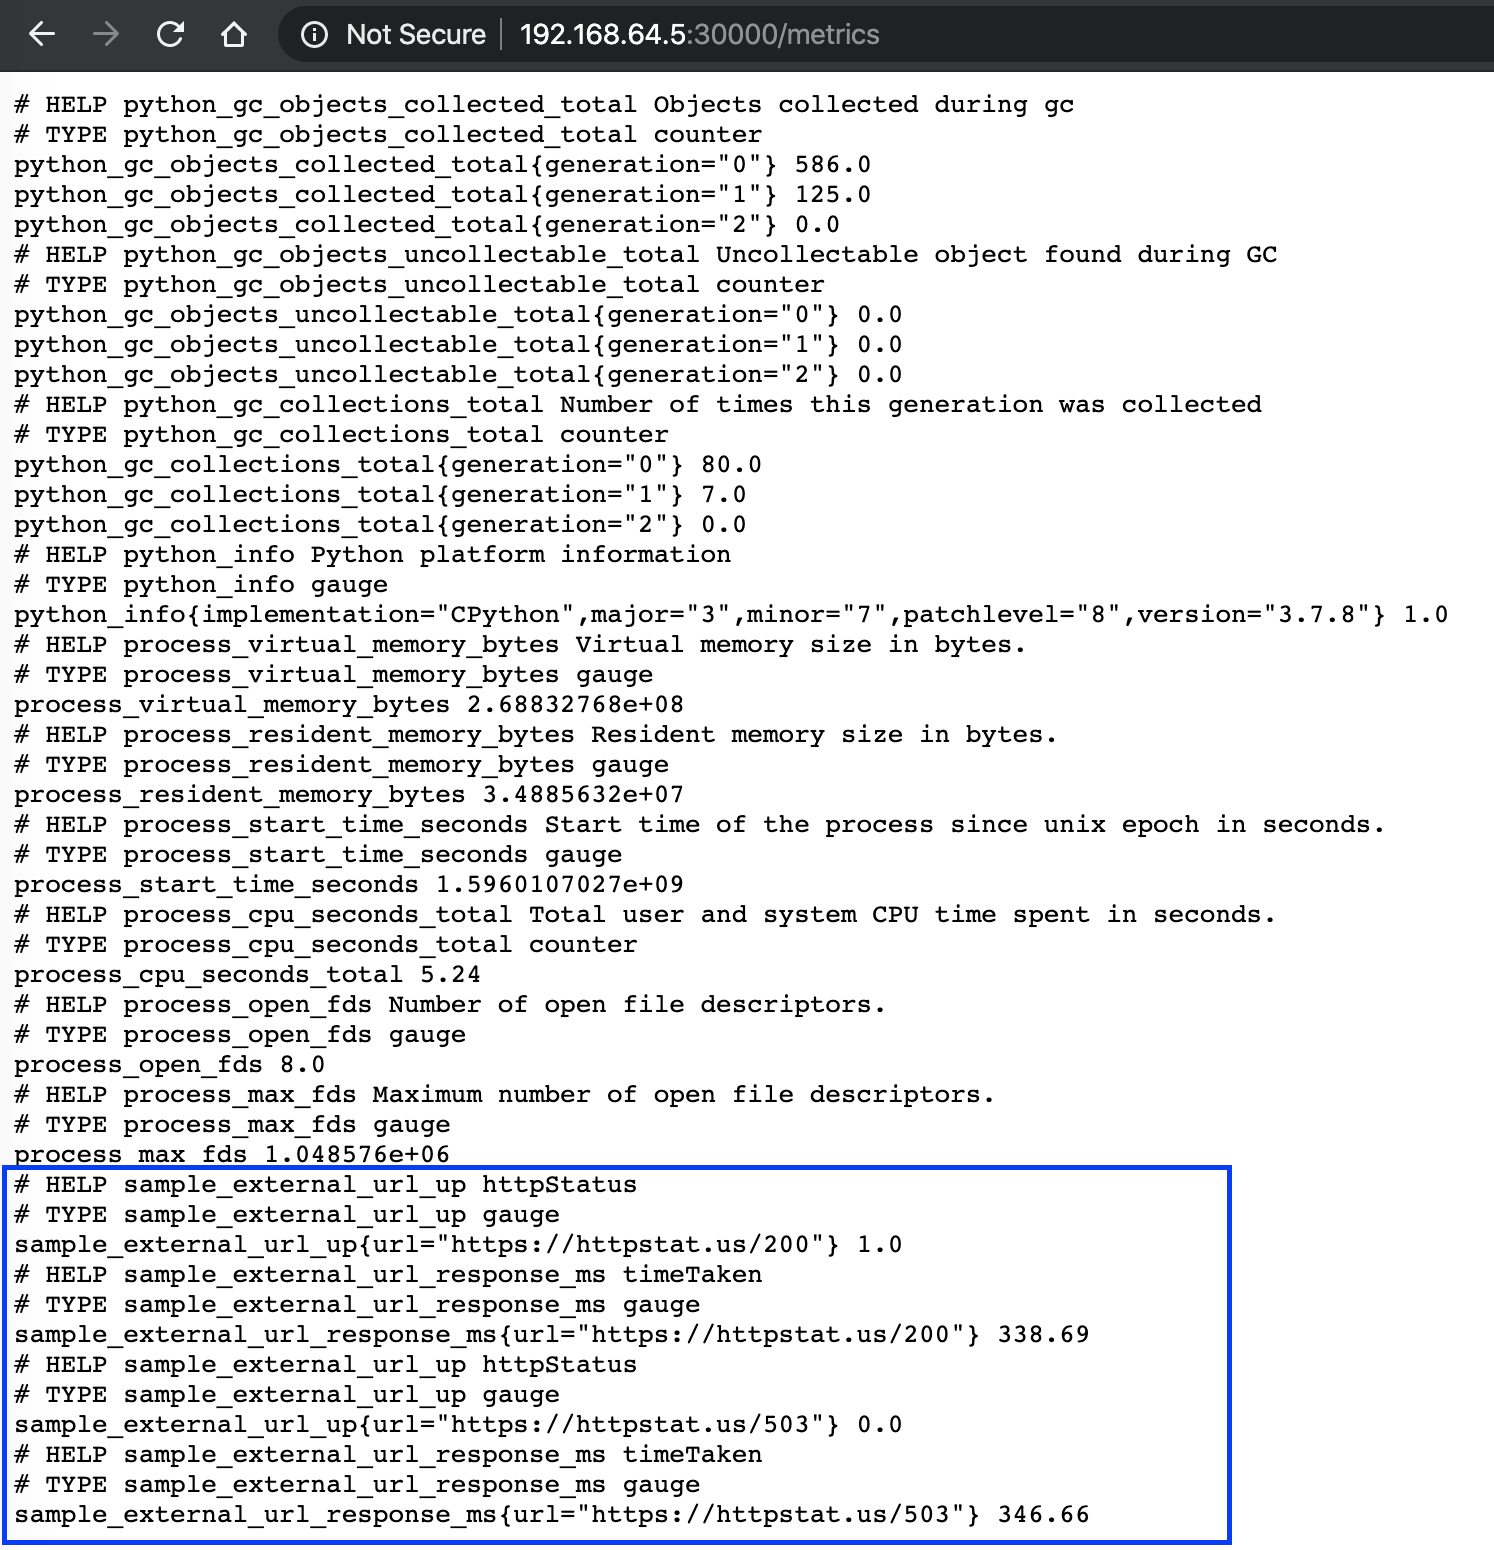 Not Secure | 192.168.64.5:30000/metrics
# HELP python_gc_objects_collected_total Objects collected during gc
# TYPE python_gc_objects_collected_total counter
python_gc_objects_collected_total{generation="0"} 586.0
python_gc_objects_collected_total{generation="1"} 125.0
python_gc_objects_collected_total{generation="2"} 0.0
# HELP python_gc_objects_uncollectable_total Uncollectable object found during GC
# TYPE python_gc_objects_uncollectable_total counter
python_gc_objects_uncollectable_total{generation="0"} 0.0
python_gc_objects_uncollectable_total{generation="1"} 0.0
python_gc_objects_uncollectable_total{generation="2"} 0.0
# HELP python_gc_collections_total Number of times this generation was collected
# TYPE python_gc_collections_total counter
python_gc_collections_total{generation="0"} 80.0
python_gc_collections_total{generation="1"} 7.0
python_gc_collections_total{generation="2"} 0.0
# HELP python_info Python platform information
# TYPE python_info gauge
python_info{implementation="CPython",major="3",minor="7",patchlevel="8",version="3.7.8"} 1.0
# HELP process_virtual_memory_bytes Virtual memory size in bytes.
# TYPE process_virtual_memory_bytes gauge
process_virtual_memory_bytes 2.68832768e+08
# HELP process_resident_memory_bytes Resident memory size in bytes.
# TYPE process_resident_memory_bytes gauge
process_resident_memory_bytes 3.4885632e+07
# HELP process_start_time_seconds Start time of the process since unix epoch in seconds.
# TYPE process_start_time_seconds gauge
process_start_time_seconds 1.5960107027e+09
# HELP process_cpu_seconds_total Total user and system CPU time spent in seconds.
# TYPE process_cpu_seconds_total counter
process_cpu_seconds_total 5.24
# HELP process_open_fds Number of open file descriptors.
# TYPE process_open_fds gauge
process_open_fds 8.0
# HELP process_max_fds Maximum number of open file descriptors.
# TYPE process_max_fds gauge
process_max_fds 1.048576e+06
# HELP sample_external_url_up httpStatus
# TYPE sample_external_url_up gauge
sample_external_url_up{url="https://httpstat.us/200"} 1.0
# HELP sample_external_url_response_ms timeTaken
# TYPE sample_external_url_response_ms gauge
sample_external_url_response_ms{url="https://httpstat.us/200"} 338.69
# HELP sample_external_url_up httpStatus
# TYPE sample_external_url_up gauge
sample_external_url_up{url="https://httpstat.us/503"} 0.0
# HELP sample_external_url_response_ms timeTaken
# TYPE sample_external_url_response_ms gauge
sample_external_url_response_ms{url="https://httpstat.us/503"} 346.66